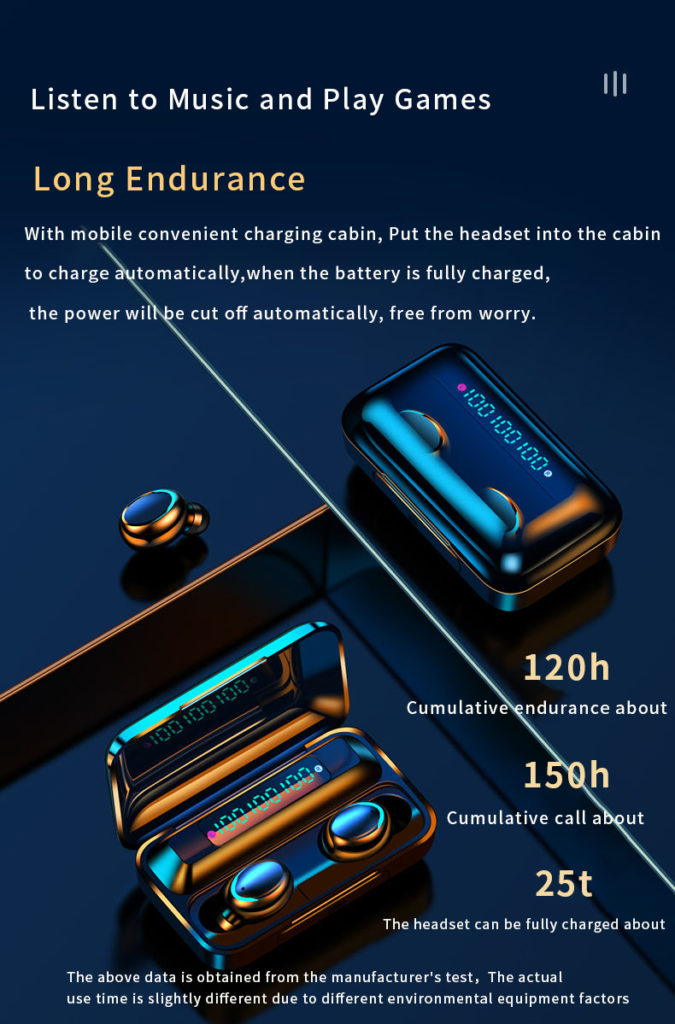 Listen to Music and Play Games
Long Endurance
With mobile convenient charging cabin, Put the headset into the cabin
to charge automatically,when the battery is fully charged,
the power will be cut off automatically, free from worry.
100100100
120h
Cumulative endurance about
100100100
150h
100100100
Cumulative call about
25t
The headset can be fully charged about
The above data is obtained from the manufacturer's test, The actual
use time is slightly different due to different environmental equipment factors